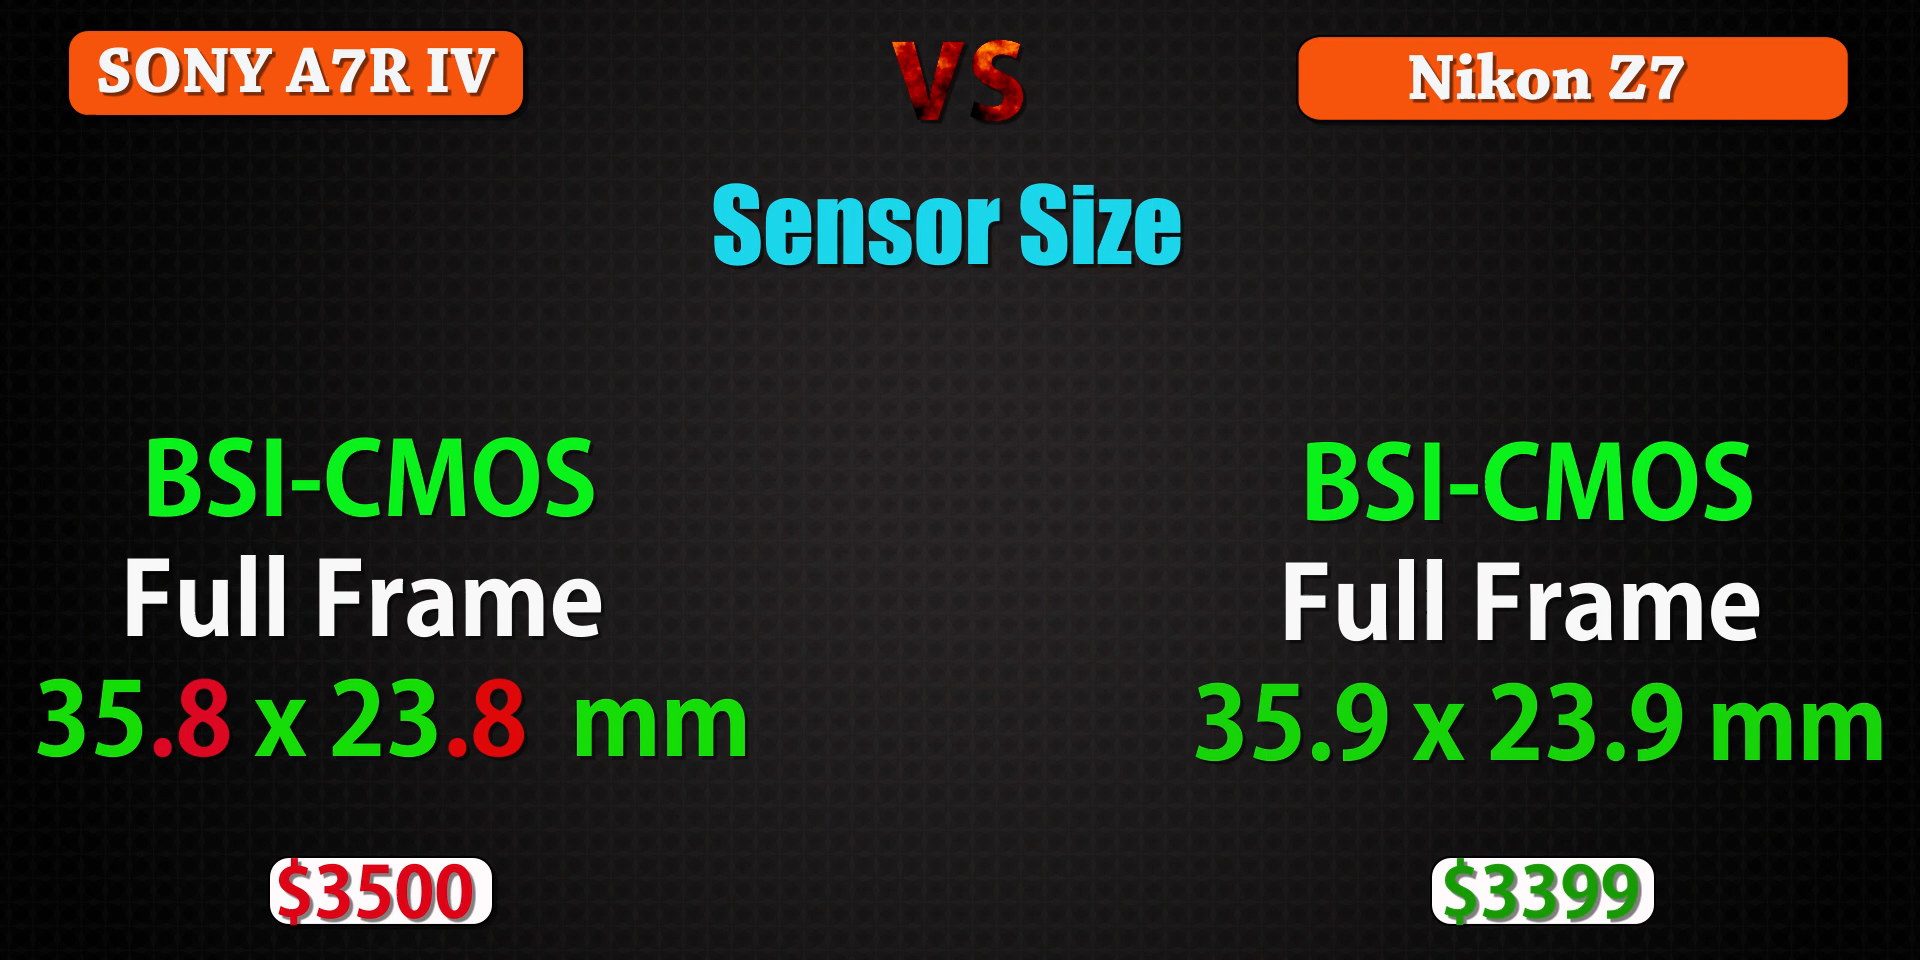 SONY A7R IV
VS
Nikon Z7
Sensor Size
BSI-CMOS
Full Frame
35.8 x 23.8 mm
$3500
BSI-CMOS
Full Frame
35.9 x 23.9 mm
$3399